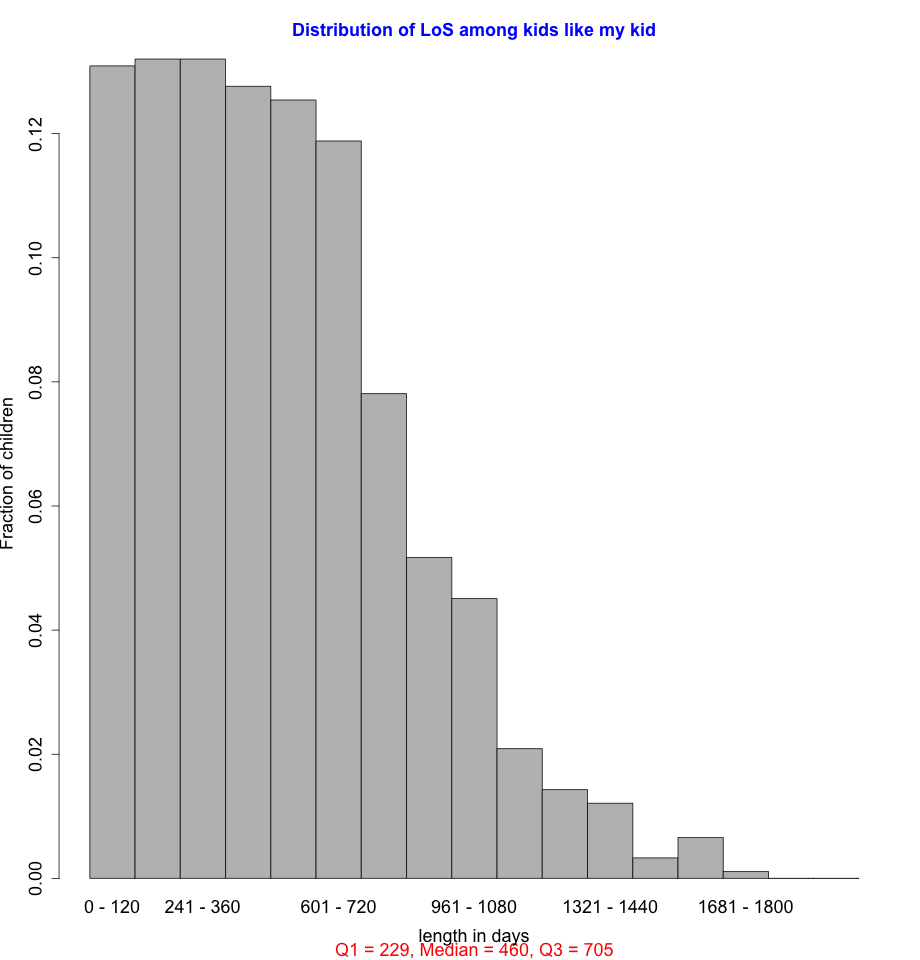 Distribution of LoS among kids like my kid
Fraction of children
0.12
0.10
0.08
0.06
0.04
0.02
0.00
0 - 120 241 - 360 601 - 720 961 - 1080 1321 - 1440 1681 - 1800
length in days
Q1 = 229, Median = 460, Q3 = 705